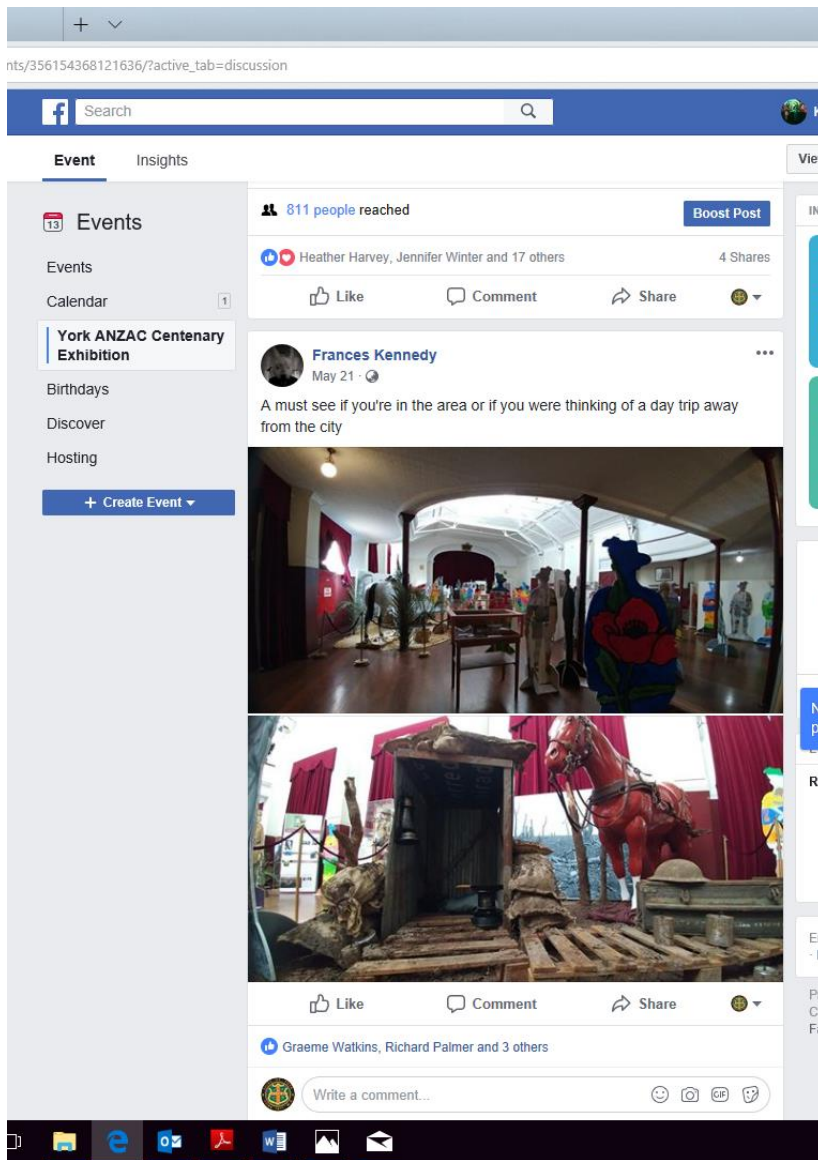 nts/356154368121636/?active_tab=discussion
Search
Event Insights
Events
Events
Calendar 1
York ANZAC Centenary
Exhibition
Birthdays
Discover
Hosting
+ Create Event
811 people reached
Boost Post
Heather Harvey, Jennifer Winter and 17 others
4 Shares
Like Comment Share
Frances Kennedy
May 21
A must see if you're in the area or if you were thinking of a day trip away
from the city
Like Comment Share
Graeme Watkins, Richard Palmer and 3 others
Write a comment...
GIF